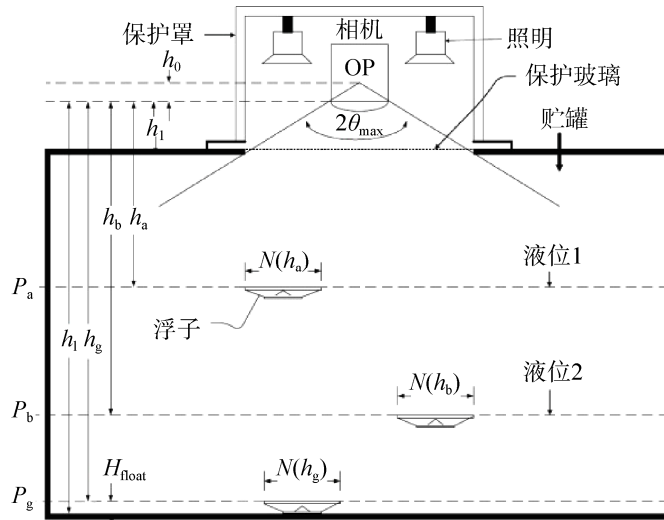 保护罩
相机
照明
h0
OP
保护玻璃
h1
2θmax
贮罐
hb
ha
N(ha)
液位1
Pa
浮子
hl
hg
N(hb)
液位2
Pb
Hfloat
N(hg)
Pg